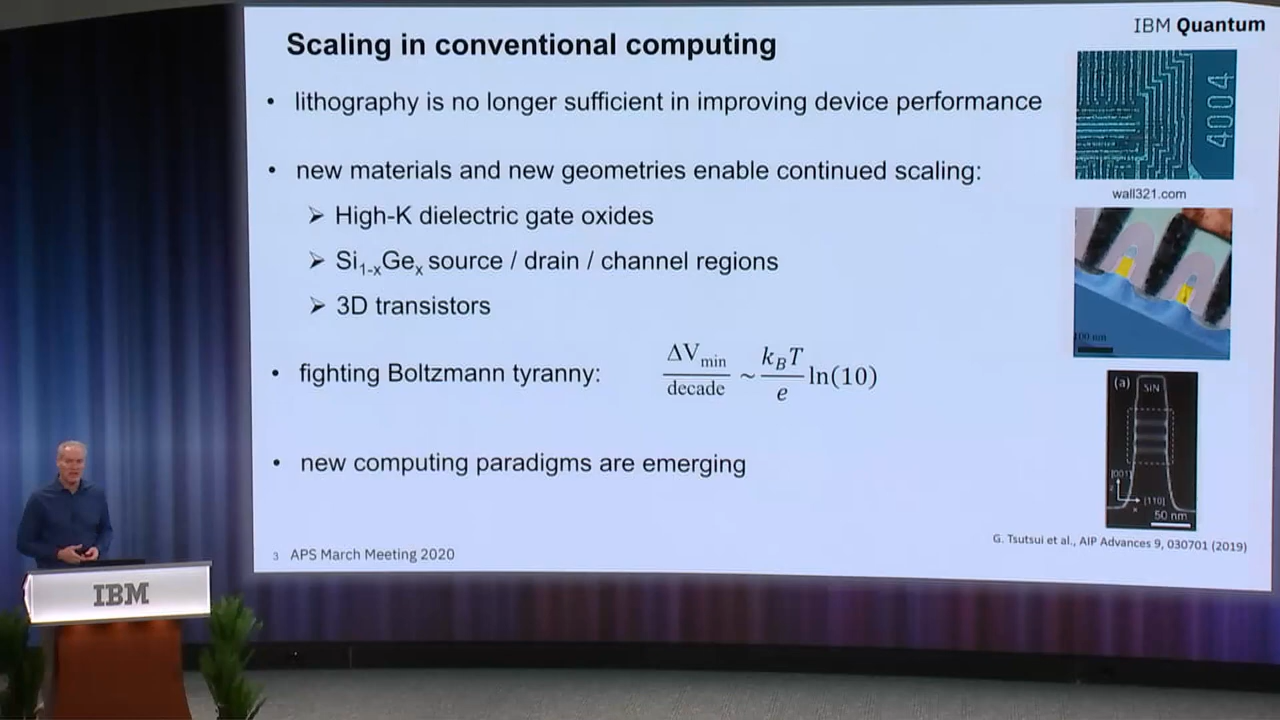 IBM Quantum
Scaling in conventional computing
• lithography is no longer sufficient in improving device performance
• new materials and new geometries enable continued scaling:
➢ High-K dielectric gate oxides
➢ Si₁₋ₓGeₓ source / drain / channel regions
➢ 3D transistors
• fighting Boltzmann tyranny: ΔV_min / decade ~ k_B T / e ln(10)
• new computing paradigms are emerging
4004
wall321.com
100 nm
(a) SiN
[001]
z
[110]
x
50 nm
G. Tsutsui et al., AIP Advances 9, 030701 (2019)
3 APS March Meeting 2020
IBM